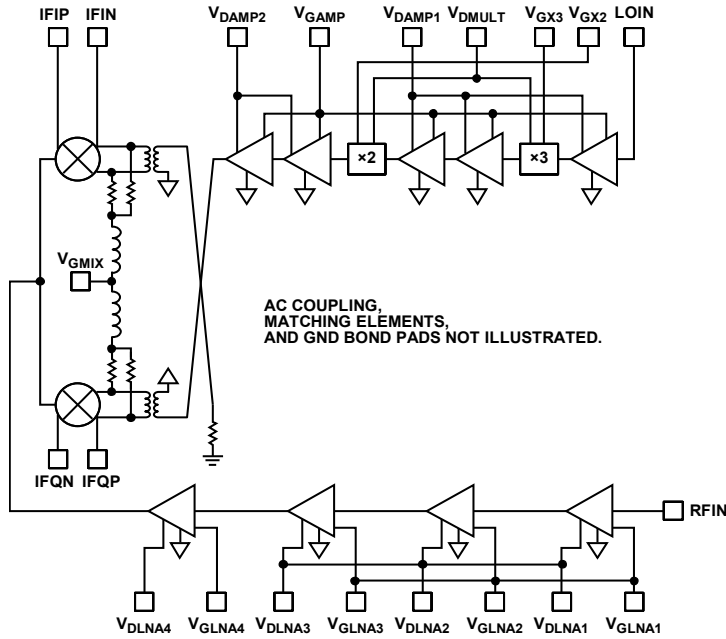 IFIP IFIN VDAMP2 VGAMP VDAMP1 VDMULT VGX3 VGX2 LOIN
×2 ×3
VGMIX
AC COUPLING,
MATCHING ELEMENTS,
AND GND BOND PADS NOT ILLUSTRATED.
IFQN IFQP
RFIN
VDLNA4 VGLNA4 VDLNA3 VGLNA3 VDLNA2 VGLNA2 VDLNA1 VGLNA1